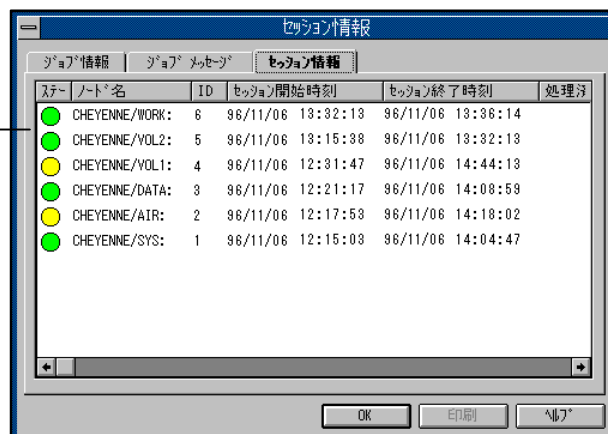 セッション情報
ジョブ情報 ジョブ メッセージ セッション情報
ステー ノード名 ID セッション開始時刻 セッション終了時刻 処理済
CHEYENNE/WORK: 6 96/11/06 13:32:13 96/11/06 13:36:14
CHEYENNE/VOL2: 5 96/11/06 13:15:38 96/11/06 13:32:13
CHEYENNE/VOL1: 4 96/11/06 12:31:47 96/11/06 14:44:13
CHEYENNE/DATA: 3 96/11/06 12:21:17 96/11/06 14:08:59
CHEYENNE/AIR: 2 96/11/06 12:17:53 96/11/06 14:18:02
CHEYENNE/SYS: 1 96/11/06 12:15:03 96/11/06 14:04:47
OK 印刷 ヘルプ